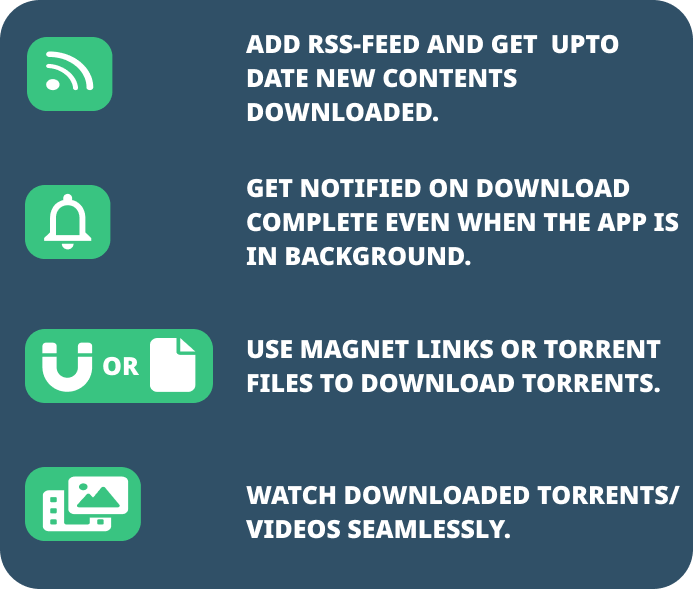 ADD RSS-FEED AND GET  UPTO
DATE NEW CONTENTS
DOWNLOADED.
GET NOTIFIED ON DOWNLOAD
COMPLETE EVEN WHEN THE APP IS
IN BACKGROUND.
OR
USE MAGNET LINKS OR TORRENT
FILES TO DOWNLOAD TORRENTS.
WATCH DOWNLOADED TORRENTS/
VIDEOS SEAMLESSLY.